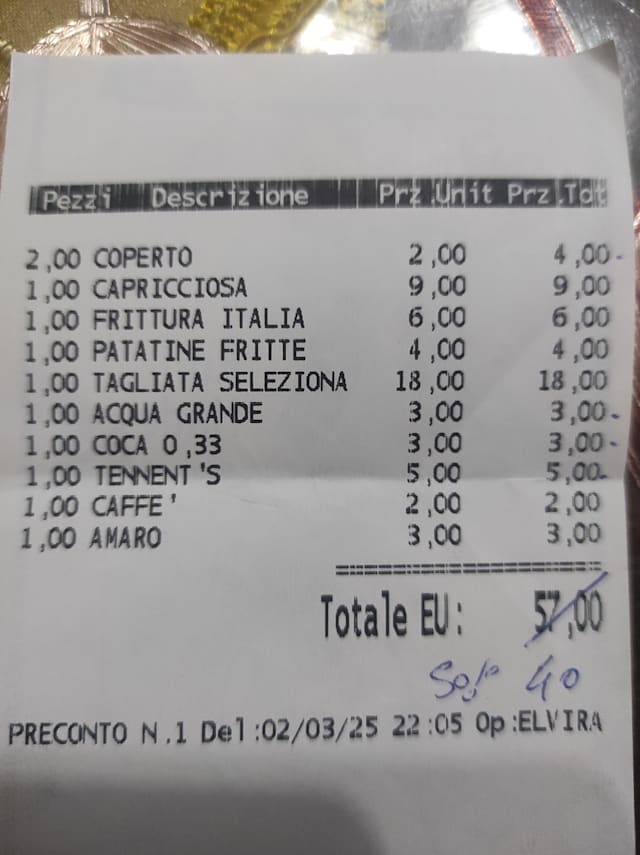 Pezzi Descrizione Prz.Unit Prz.Tot
2,00 COPERTO 2,00 4,00
1,00 CAPRICCIOSA 9,00 9,00
1,00 FRITTURA ITALIA 6,00 6,00
1,00 PATATINE FRITTE 4,00 4,00
1,00 TAGLIATA SELEZIONA 18,00 18,00
1,00 ACQUA GRANDE 3,00 3,00
1,00 COCA 0,33 3,00 3,00
1,00 TENNENT'S 5,00 5,00
1,00 CAFFE' 2,00 2,00
1,00 AMARO 3,00 3,00
Totale EU: 57,00
40
PRECONTO N.1 Del:02/03/25 22:05 Op:ELVIRA